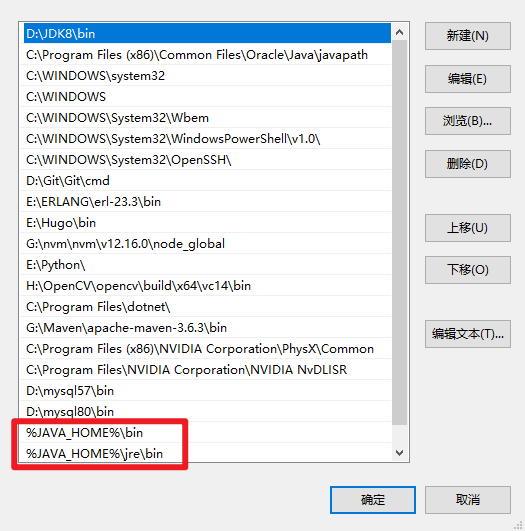 D:\JDK8\bin
C:\Program Files (x86)\Common Files\Oracle\Java\javapath
C:\WINDOWS\system32
C:\WINDOWS
C:\WINDOWS\System32\Wbem
C:\WINDOWS\System32\WindowsPowerShell\v1.0\
C:\WINDOWS\System32\OpenSSH\
D:\Git\Git\cmd
E:\ERLANG\erl-23.3\bin
E:\Hugo\bin
G:\nvm\nvm\v12.16.0\node_global
E:\Python\
H:\OpenCV\opencv\build\x64\vc14\bin
C:\Program Files\dotnet\
G:\Maven\apache-maven-3.6.3\bin
C:\Program Files (x86)\NVIDIA Corporation\PhysX\Common
C:\Program Files\NVIDIA Corporation\NVIDIA NvDLISR
D:\mysql57\bin
D:\mysql80\bin
%JAVA_HOME%\bin
%JAVA_HOME%\jre\bin
新建(N)
编辑(E)
浏览(B)...
删除(D)
上移(U)
下移(O)
编辑文本(T)...
确定
取消